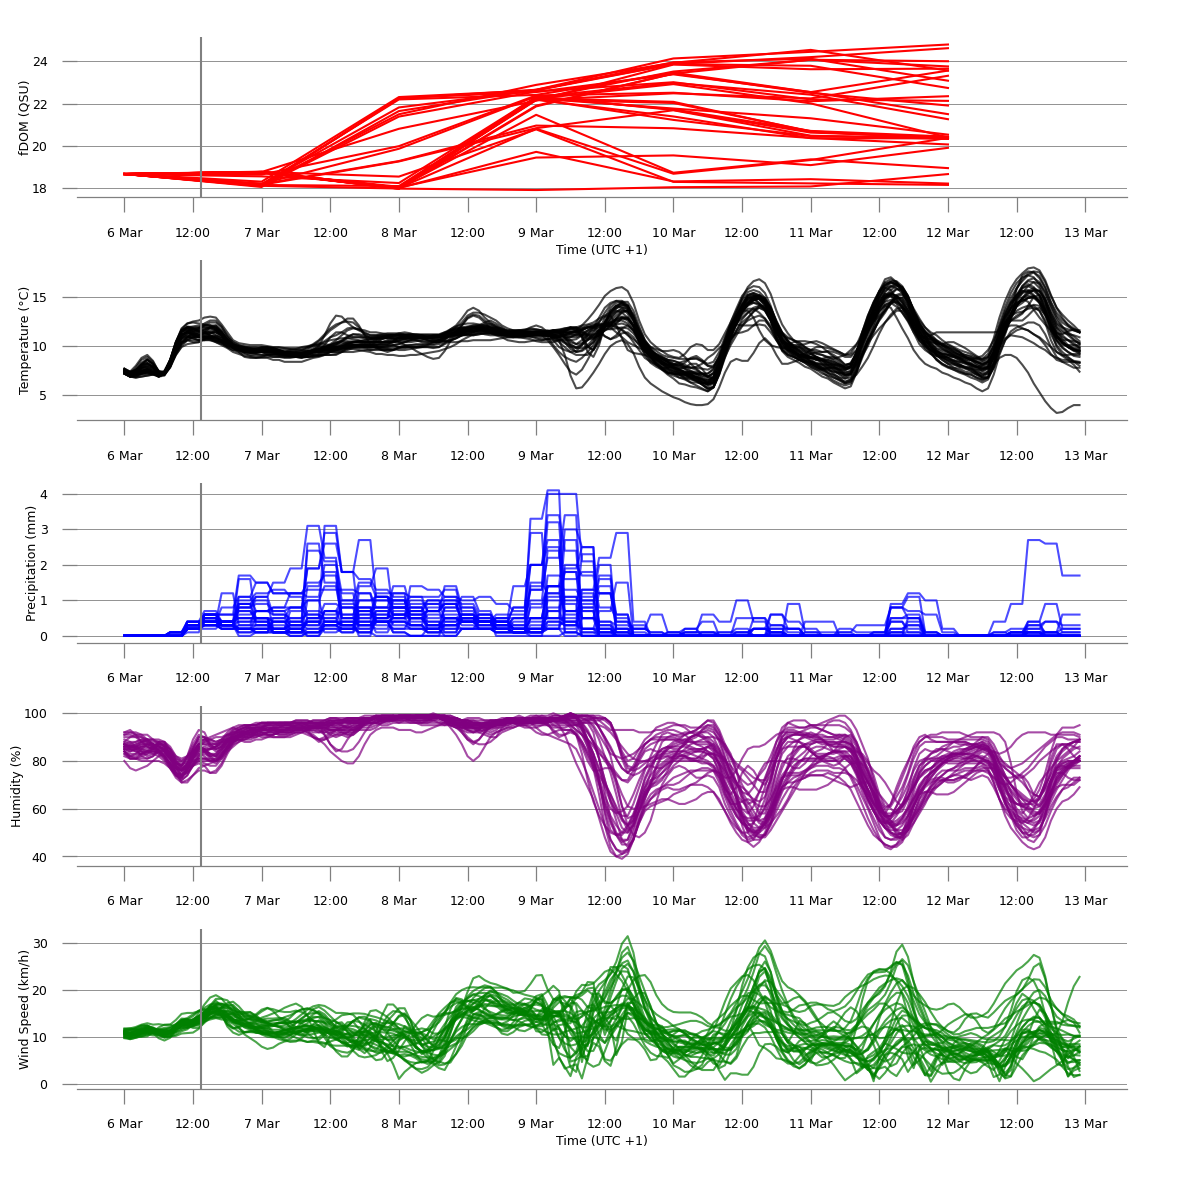 24
22
20
18
fDOM (QSU)
6 Mar 12:00 7 Mar 12:00 8 Mar 12:00 9 Mar 12:00 10 Mar 12:00 11 Mar 12:00 12 Mar 12:00 13 Mar
Time (UTC +1)
15
10
5
Temperature (°C)
6 Mar 12:00 7 Mar 12:00 8 Mar 12:00 9 Mar 12:00 10 Mar 12:00 11 Mar 12:00 12 Mar 12:00 13 Mar
4
3
2
1
0
Precipitation (mm)
6 Mar 12:00 7 Mar 12:00 8 Mar 12:00 9 Mar 12:00 10 Mar 12:00 11 Mar 12:00 12 Mar 12:00 13 Mar
100
80
60
40
Humidity (%)
6 Mar 12:00 7 Mar 12:00 8 Mar 12:00 9 Mar 12:00 10 Mar 12:00 11 Mar 12:00 12 Mar 12:00 13 Mar
30
20
10
0
Wind Speed (km/h)
6 Mar 12:00 7 Mar 12:00 8 Mar 12:00 9 Mar 12:00 10 Mar 12:00 11 Mar 12:00 12 Mar 12:00 13 Mar
Time (UTC +1)